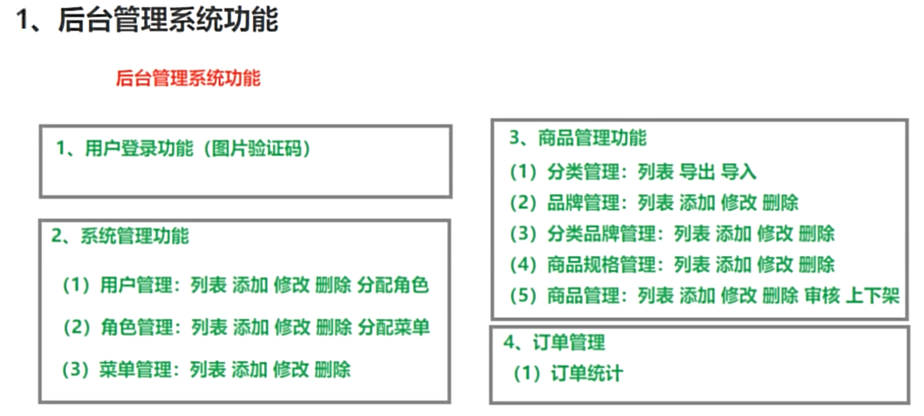 1、后台管理系统功能
后台管理系统功能
1、用户登录功能（图片验证码）
2、系统管理功能
（1）用户管理：列表 添加 修改 删除 分配角色
（2）角色管理：列表 添加 修改 删除 分配菜单
（3）菜单管理：列表 添加 修改 删除
3、商品管理功能
（1）分类管理：列表 导出 导入
（2）品牌管理：列表 添加 修改 删除
（3）分类品牌管理：列表 添加 修改 删除
（4）商品规格管理：列表 添加 修改 删除
（5）商品管理：列表 添加 修改 删除 审核 上下架
4、订单管理
（1）订单统计